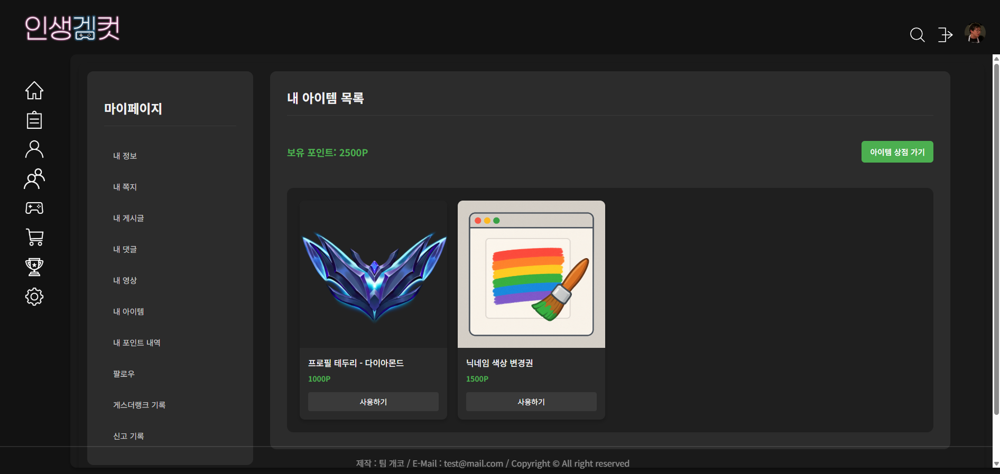 인생겜컷
마이페이지
내 정보
내 쪽지
내 게시글
내 댓글
내 영상
내 아이템
내 포인트 내역
팔로우
게스더랭크 기록
신고 기록
내 아이템 목록
보유 포인트: 2500P
아이템 상점 가기
프로필 테두리 - 다이아몬드
1000P
사용하기
닉네임 색상 변경권
1500P
사용하기
제작 : 팀 개코 / E-Mail : test@mail.com / Copyright © All right reserved